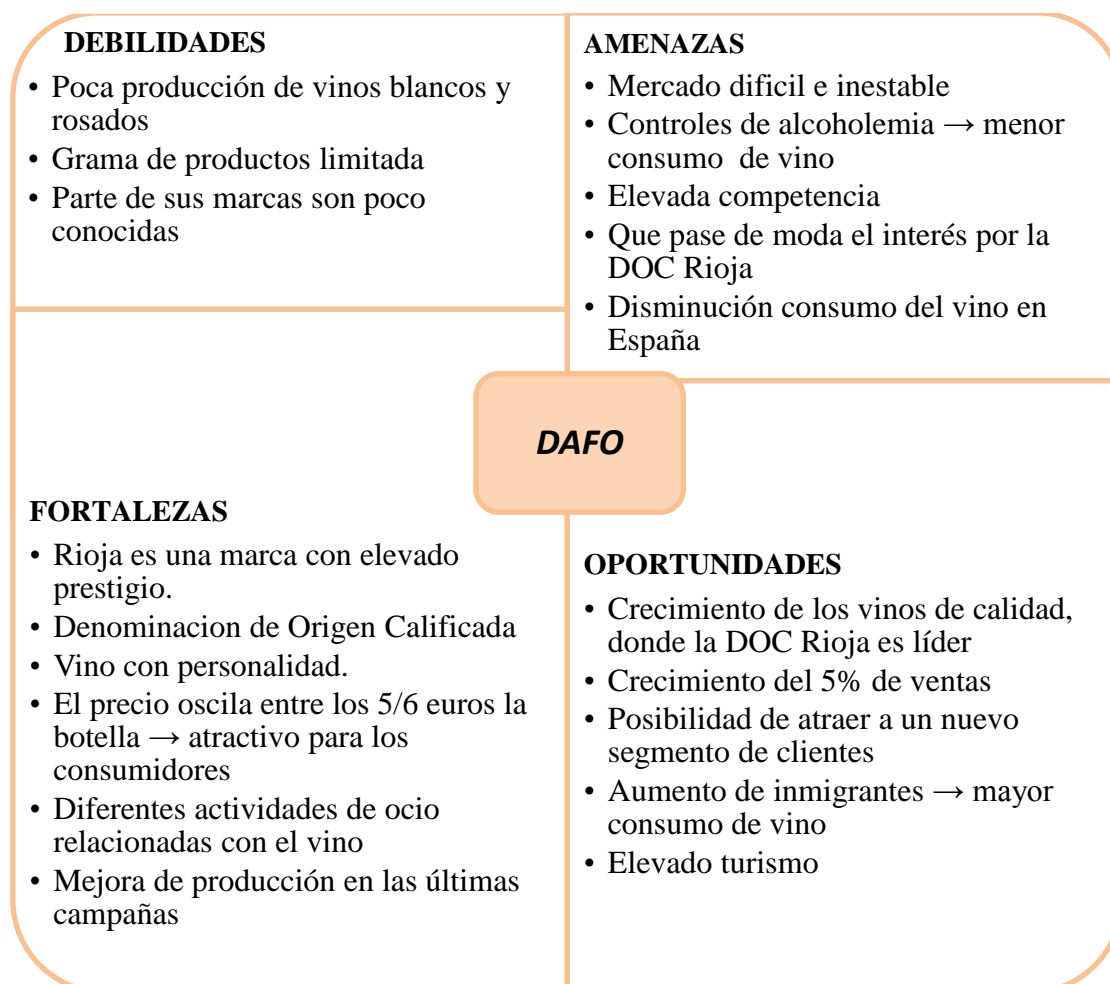 DEBILIDADES
• Poca producción de vinos blancos y
rosados
• Grama de productos limitada
• Parte de sus marcas son poco
conocidas
AMENAZAS
• Mercado dificil e inestable
• Controles de alcoholemia → menor
consumo de vino
• Elevada competencia
• Que pase de moda el interés por la
DOC Rioja
• Disminución consumo del vino en
España
DAFO
FORTALEZAS
• Rioja es una marca con elevado
prestigio.
• Denominacion de Origen Calificada
• Vino con personalidad.
• El precio oscila entre los 5/6 euros la
botella → atractivo para los
consumidores
• Diferentes actividades de ocio
relacionadas con el vino
• Mejora de producción en las últimas
campañas
OPORTUNIDADES
• Crecimiento de los vinos de calidad,
donde la DOC Rioja es líder
• Crecimiento del 5% de ventas
• Posibilidad de atraer a un nuevo
segmento de clientes
• Aumento de inmigrantes → mayor
consumo de vino
• Elevado turismo